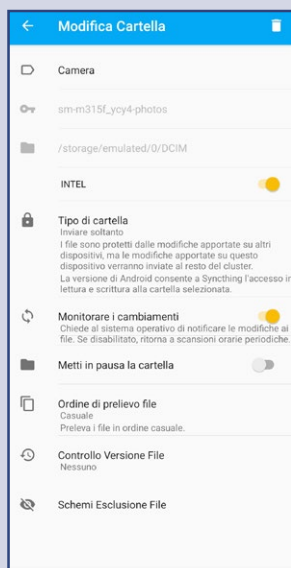 Modifica Cartella
Camera
sm-m315f_ycy4-photos
/storage/emulated/0/DCIM
INTEL
Tipo di cartella
Inviare soltanto
I file sono protetti dalle modifiche apportate su altri
dispositivi, ma le modifiche apportate su questo
dispositivo verranno inviate al resto del cluster.
La versione di Android consente a Syncthing l'accesso in
lettura e scrittura alla cartella selezionata.
Monitorare i cambiamenti
Chiede al sistema operativo di notificare le modifiche ai
file. Se disabilitato, ritorna a scansioni orarie periodiche.
Metti in pausa la cartella
Ordine di prelievo file
Casuale
Preleva i file in ordine casuale.
Controllo Versione File
Nessuno
Schemi Esclusione File